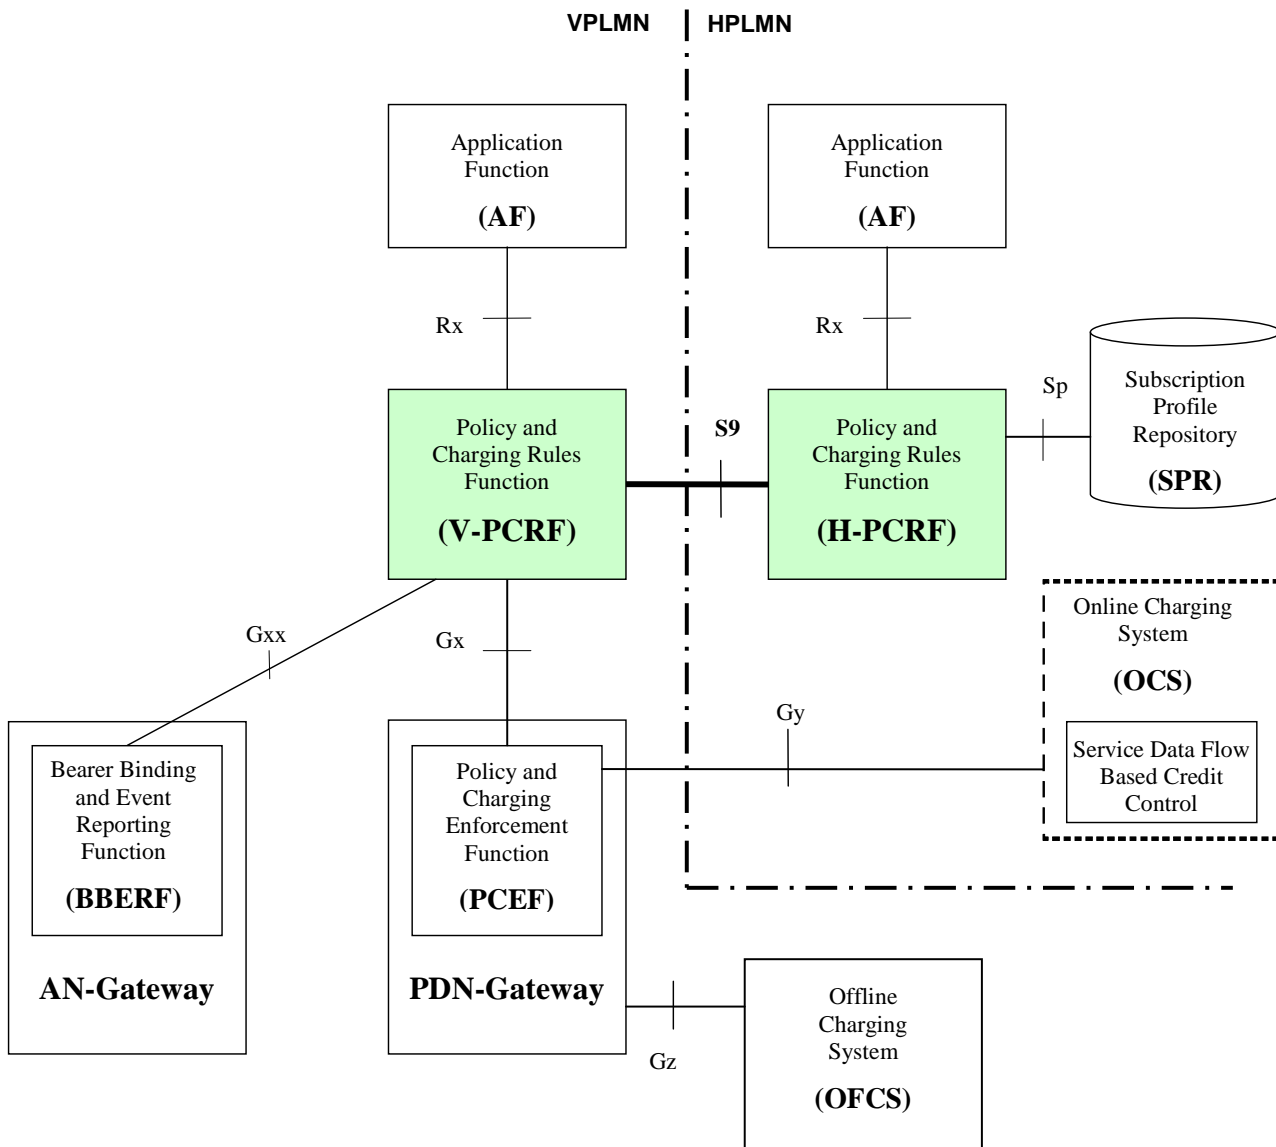 VPLMN
HPLMN
Application
Function
(AF)
Application
Function
(AF)
Rx
Rx
Policy and
Charging Rules
Function
(V-PCRF)
S9
Policy and
Charging Rules
Function
(H-PCRF)
Sp
Subscription
Profile
Repository
(SPR)
Gxx
Gx
Online Charging
System
(OCS)
Service Data Flow
Based Credit
Control
Gy
Bearer Binding
and Event
Reporting
Function
(BBERF)
AN-Gateway
Policy and
Charging
Enforcement
Function
(PCEF)
PDN-Gateway
Gz
Offline
Charging
System
(OFCS)